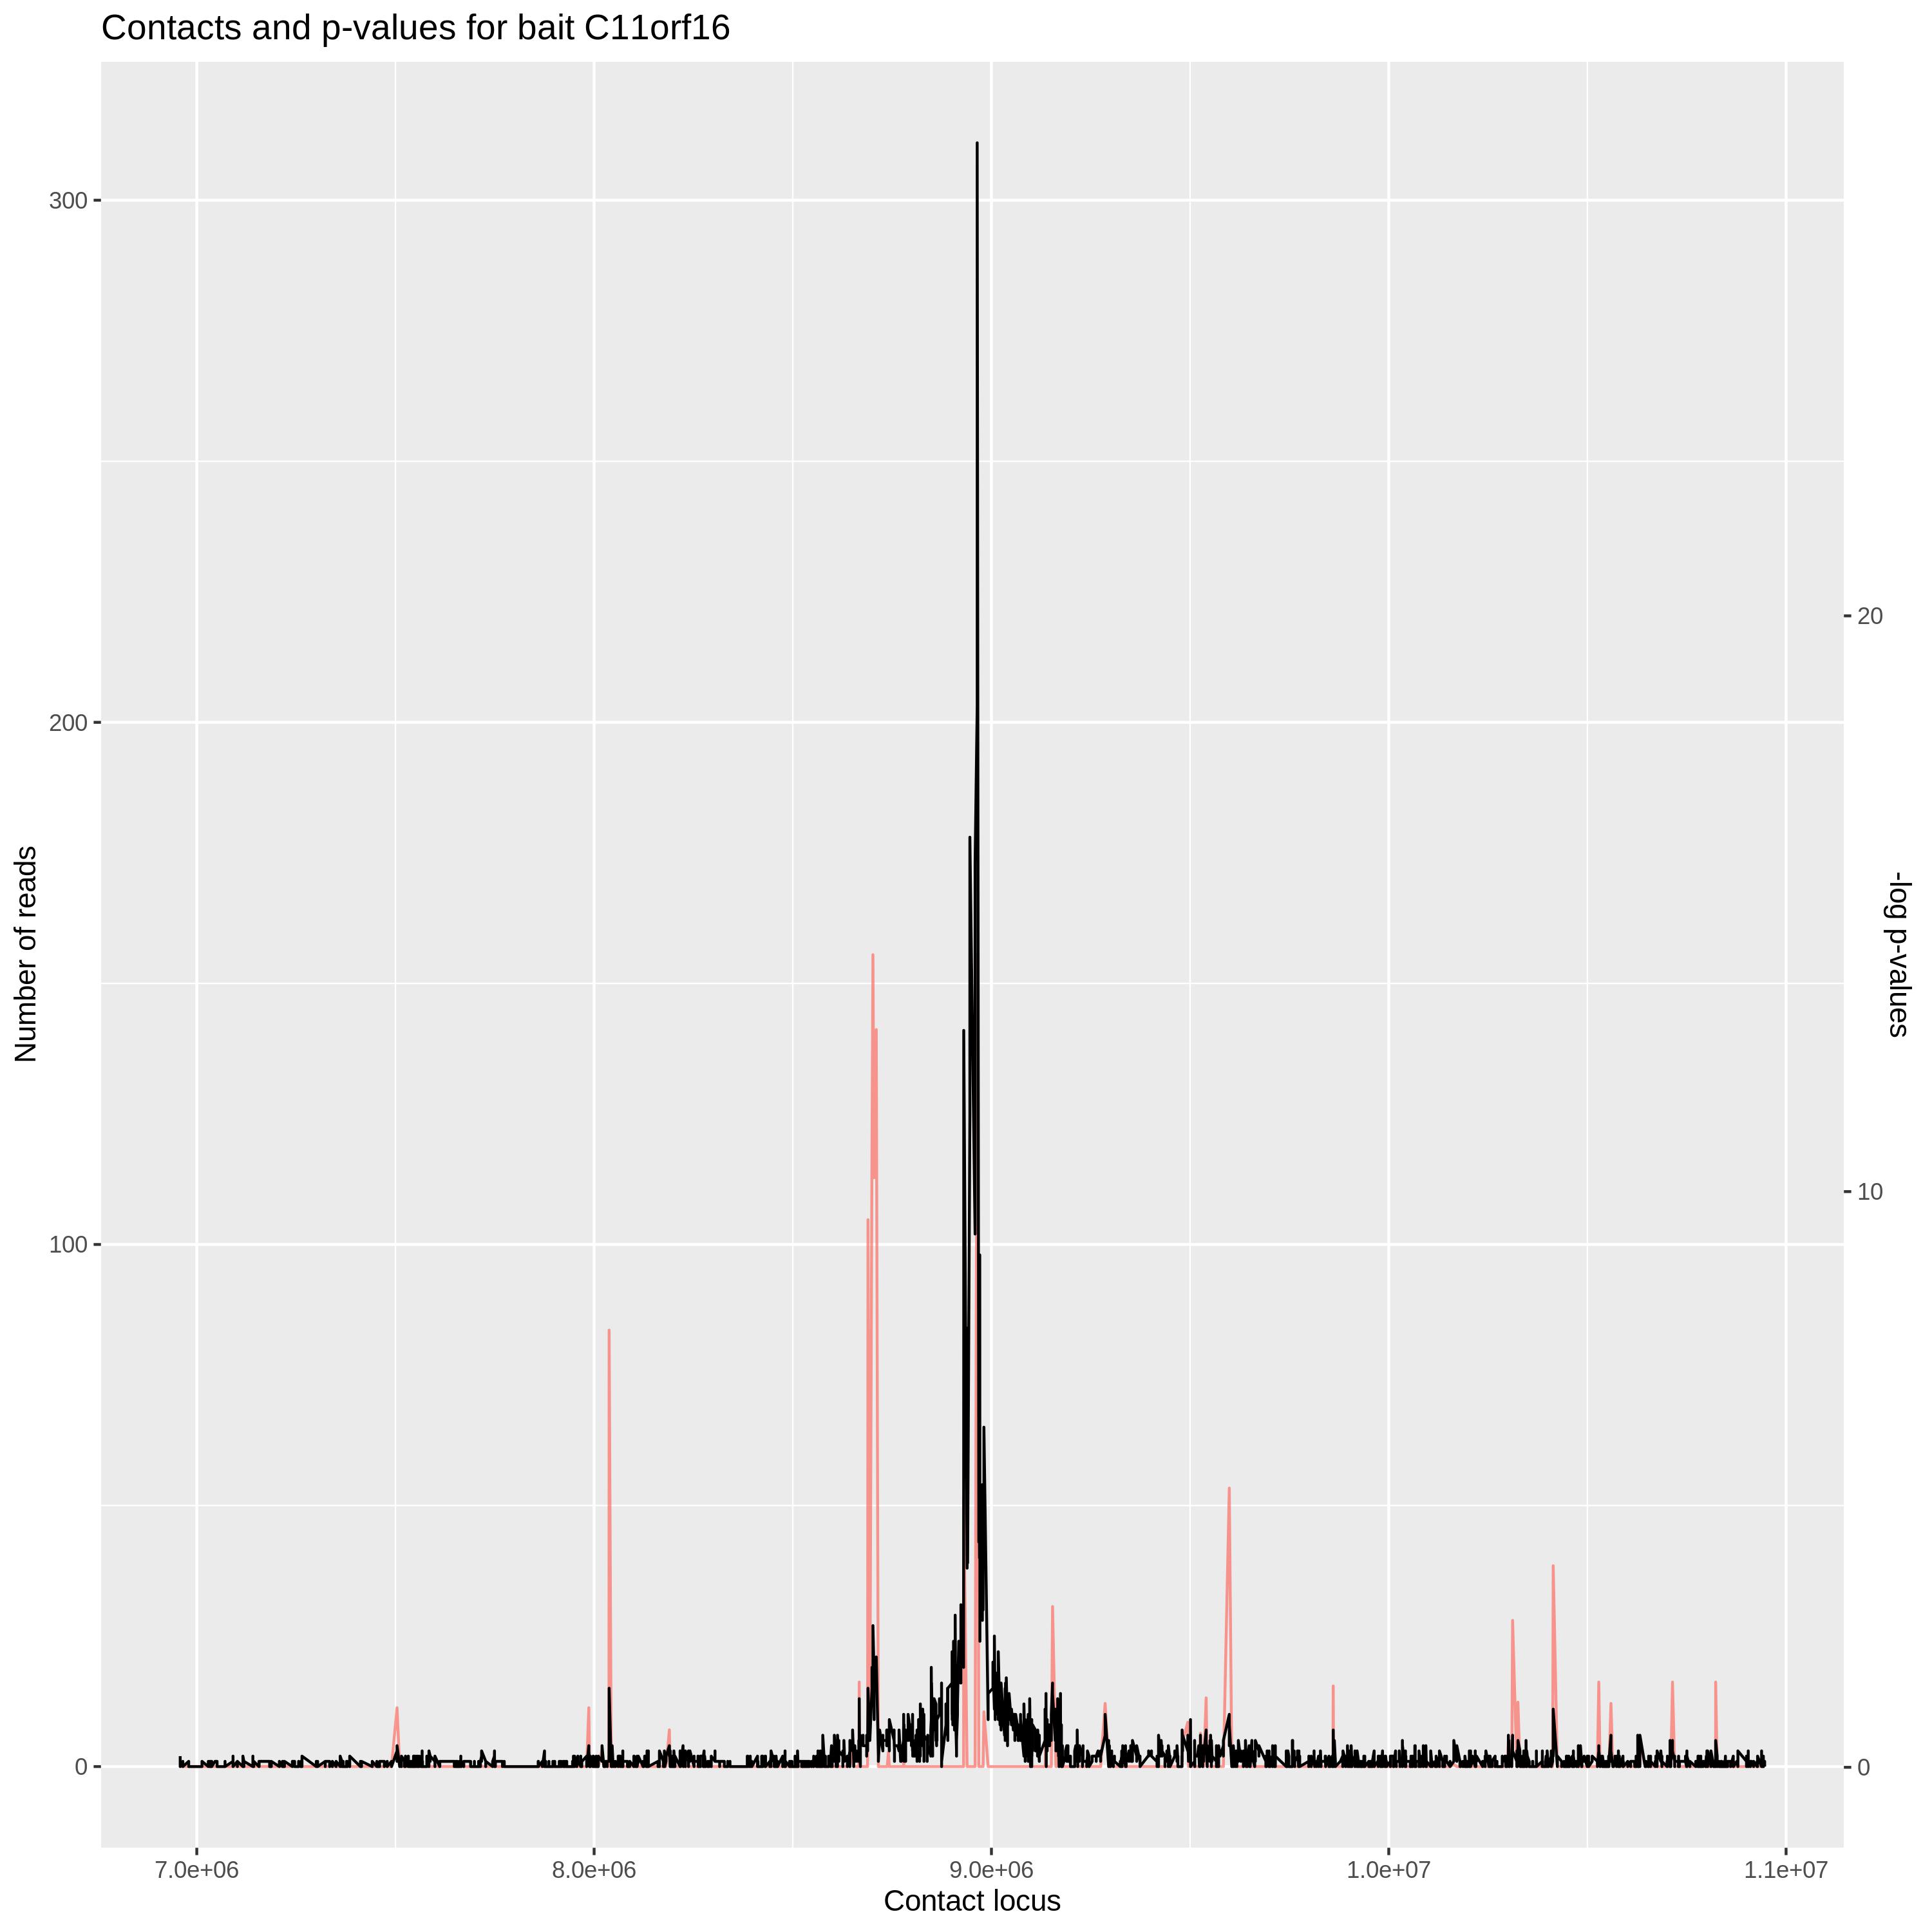 Contacts and p-values for bait C11orf16
300
200
100
0
Number of reads
20
10
0
-log p-values
7.0e+06 8.0e+06 9.0e+06 1.0e+07 1.1e+07
Contact locus